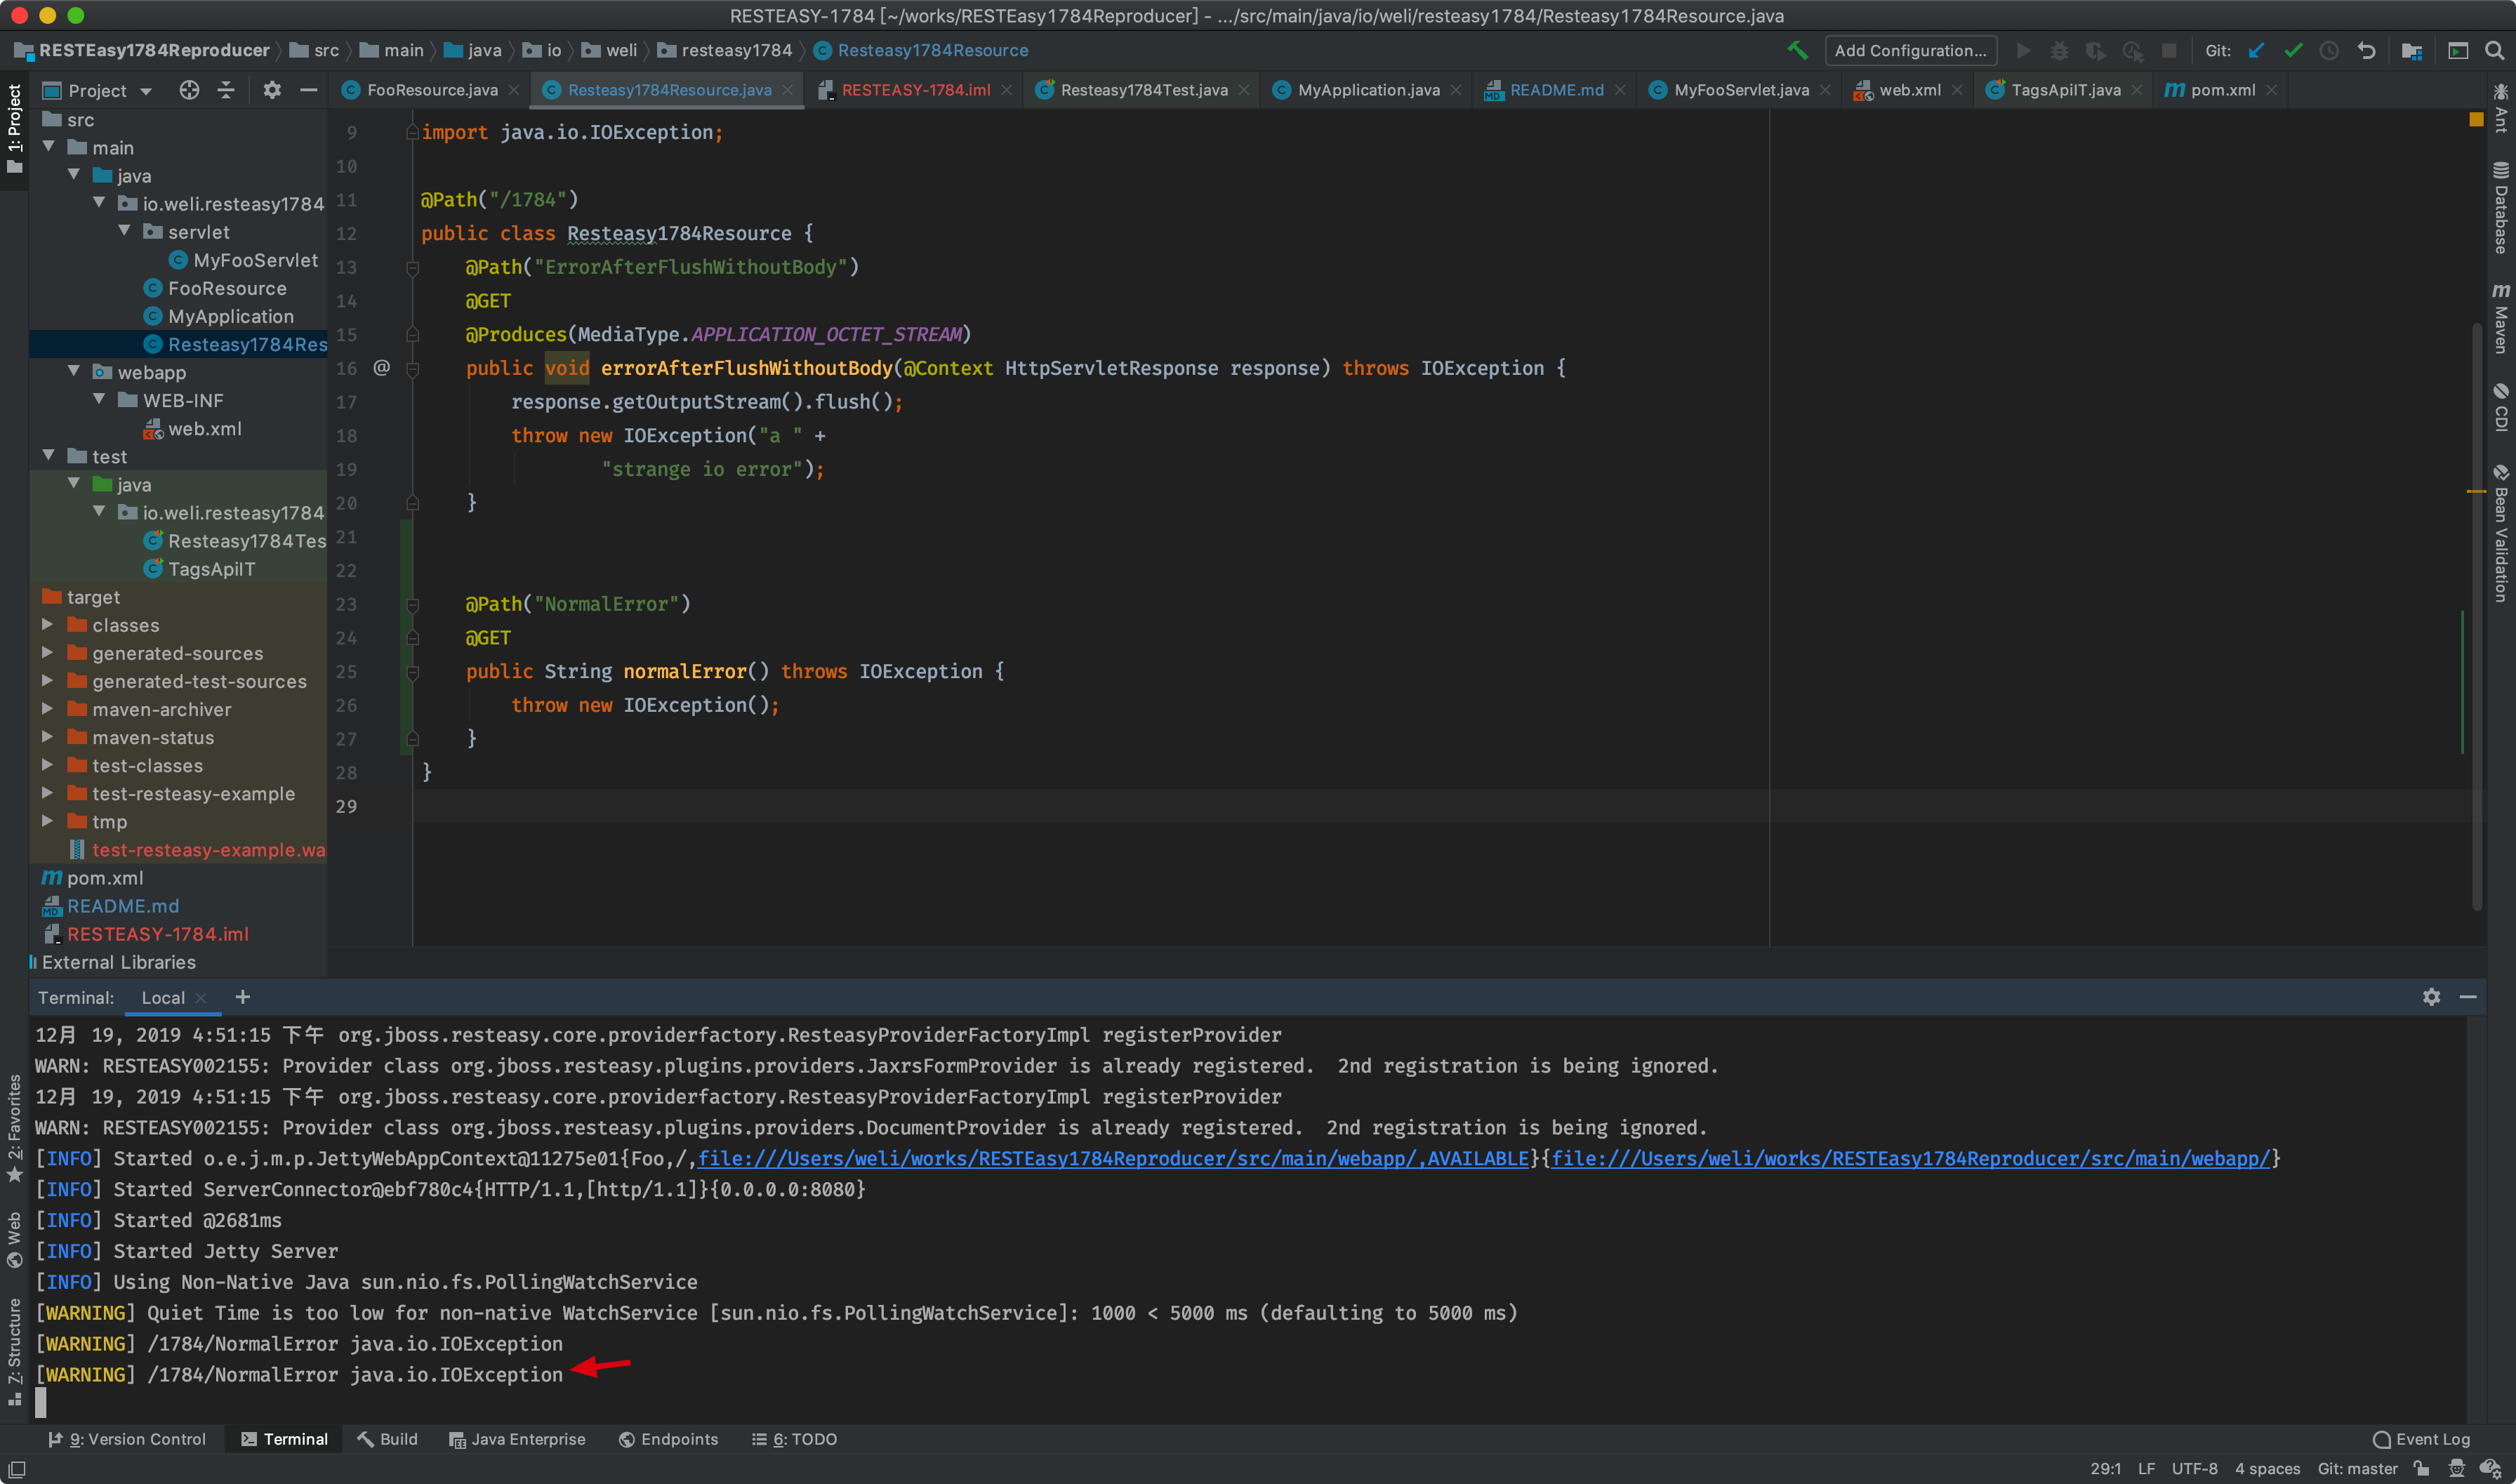 RESTEASY-1784 [~/works/RESTEasy1784Reproducer] - .../src/main/java/io/weli/resteasy1784/Resteasy1784Resource.java
RESTEasy1784Reproducer src main java io weli resteasy1784 Resteasy1784Resource Add Configuration... Git:
Project FooResource.java Resteasy1784Resource.java RESTEASY-1784.iml Resteasy1784Test.java MyApplication.java README.md MyFooServlet.java web.xml TagsApiIT.java pom.xml
1: Project
src
main
java
io.weli.resteasy1784
servlet
MyFooServlet
FooResource
MyApplication
Resteasy1784Res
webapp
WEB-INF
web.xml
test
java
io.weli.resteasy1784
Resteasy1784Tes
TagsApiIT
target
classes
generated-sources
generated-test-sources
maven-archiver
maven-status
test-classes
test-resteasy-example
tmp
test-resteasy-example.wa
pom.xml
README.md
RESTEASY-1784.iml
External Libraries
9 import java.io.IOException;
10
11 @Path("/1784")
12 public class Resteasy1784Resource {
13 @Path("ErrorAfterFlushWithoutBody")
14 @GET
15 @Produces(MediaType.APPLICATION_OCTET_STREAM)
16 @ public void errorAfterFlushWithoutBody(@Context HttpServletResponse response) throws IOException {
17 response.getOutputStream().flush();
18 throw new IOException("a " +
19 "strange io error");
20 }
21
22
23 @Path("NormalError")
24 @GET
25 public String normalError() throws IOException {
26 throw new IOException();
27 }
28 }
29
Ant
Database
Maven
CDI
Bean Validation
Terminal: Local +
12月 19, 2019 4:51:15 下午 org.jboss.resteasy.core.providerfactory.ResteasyProviderFactoryImpl registerProvider
WARN: RESTEASY002155: Provider class org.jboss.resteasy.plugins.providers.JaxrsFormProvider is already registered.  2nd registration is being ignored.
12月 19, 2019 4:51:15 下午 org.jboss.resteasy.core.providerfactory.ResteasyProviderFactoryImpl registerProvider
WARN: RESTEASY002155: Provider class org.jboss.resteasy.plugins.providers.DocumentProvider is already registered.  2nd registration is being ignored.
[INFO] Started o.e.j.m.p.JettyWebAppContext@11275e01{Foo,/,file:///Users/weli/works/RESTEasy1784Reproducer/src/main/webapp/,AVAILABLE}{file:///Users/weli/works/RESTEasy1784Reproducer/src/main/webapp/}
[INFO] Started ServerConnector@ebf780c4{HTTP/1.1,[http/1.1]}{0.0.0.0:8080}
[INFO] Started @2681ms
[INFO] Started Jetty Server
[INFO] Using Non-Native Java sun.nio.fs.PollingWatchService
[WARNING] Quiet Time is too low for non-native WatchService [sun.nio.fs.PollingWatchService]: 1000 < 5000 ms (defaulting to 5000 ms)
[WARNING] /1784/NormalError java.io.IOException
[WARNING] /1784/NormalError java.io.IOException
2: Favorites
Web
7: Structure
9: Version Control Terminal Build Java Enterprise Endpoints 6: TODO Event Log
29:1 LF UTF-8 4 spaces Git: master